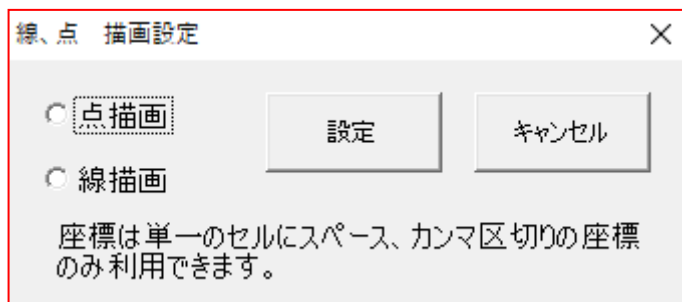 線、点　描画設定
点描画
設定
キャンセル
線描画
座標は単一のセルにスペース、カンマ区切りの座標
のみ利用できます。